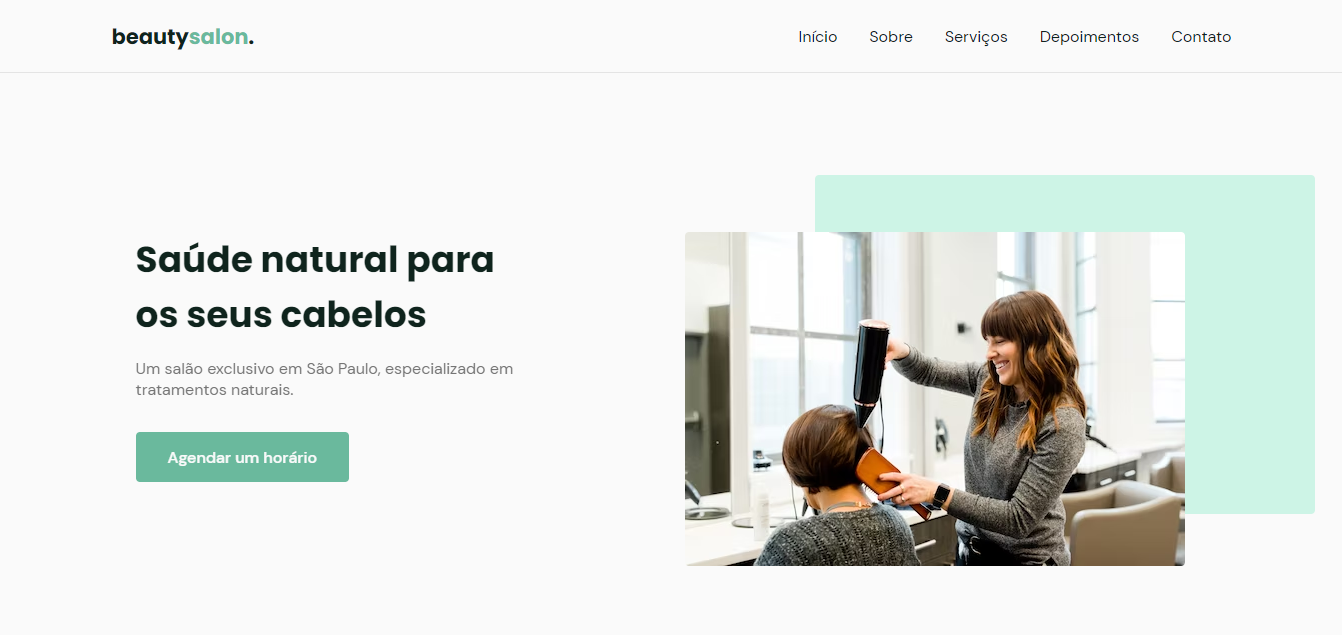 beautysalon.
Início Sobre Serviços Depoimentos Contato
Saúde natural para
os seus cabelos
Um salão exclusivo em São Paulo, especializado em
tratamentos naturais.
Agendar um horário